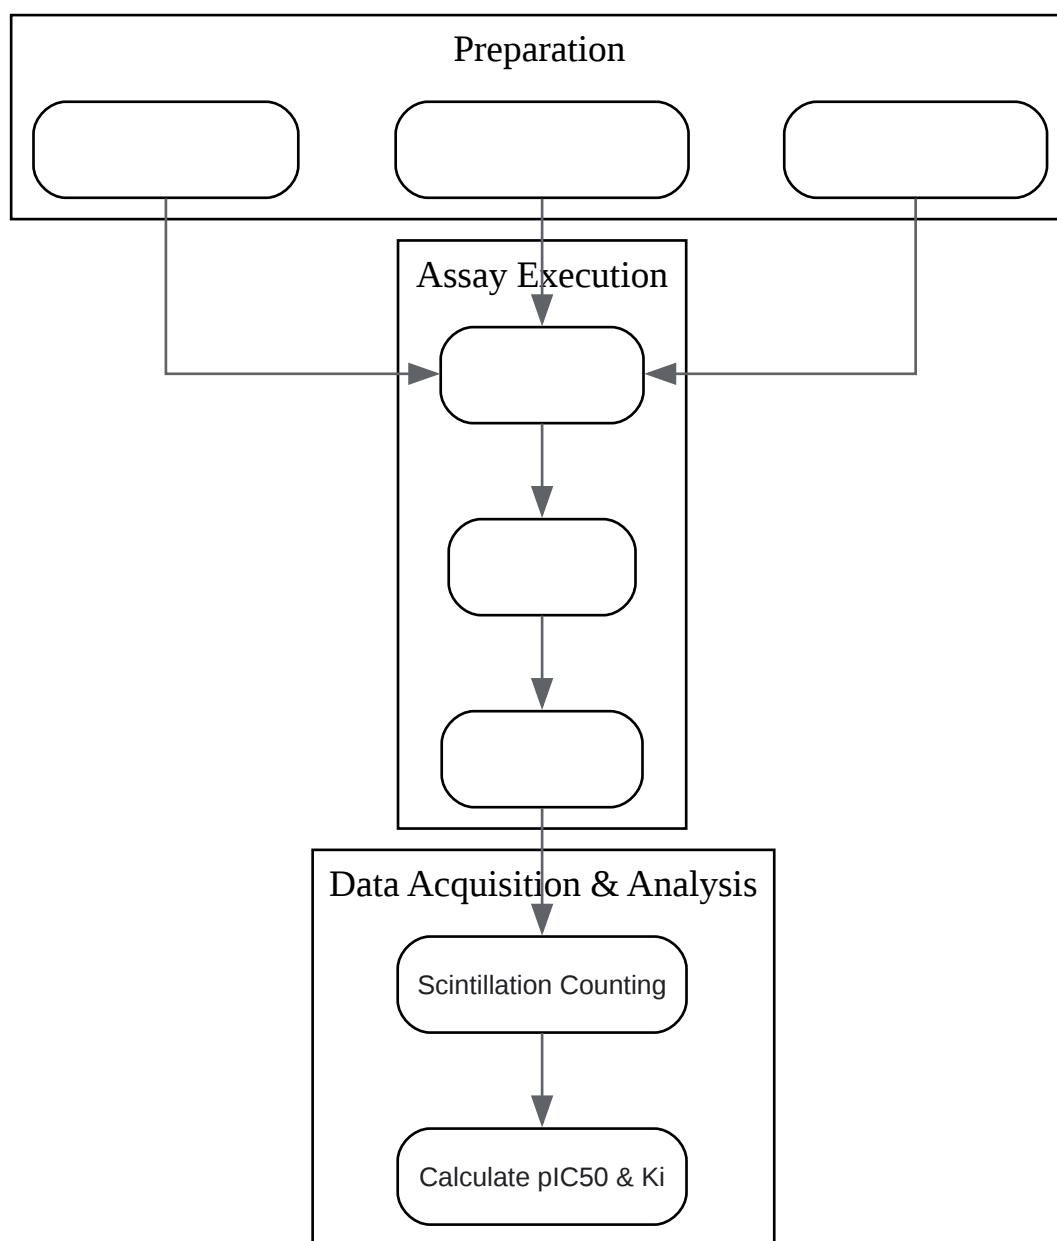 Preparation
Assay Execution
Data Acquisition & Analysis
Scintillation Counting
Calculate pIC50 & Ki